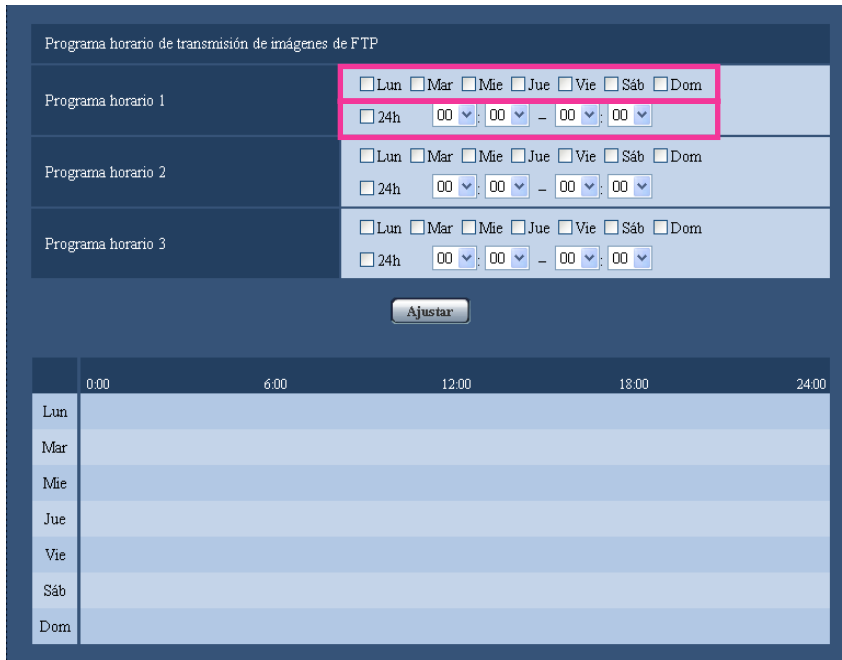 Programa horario de transmisión de imágenes de FTP
Programa horario 1
Lun Mar Mie Jue Vie Sáb Dom
24h 00 : 00 – 00 : 00
Programa horario 2
Lun Mar Mie Jue Vie Sáb Dom
24h 00 : 00 – 00 : 00
Programa horario 3
Lun Mar Mie Jue Vie Sáb Dom
24h 00 : 00 – 00 : 00
Ajustar
0:00 6:00 12:00 18:00 24:00
Lun
Mar
Mie
Jue
Vie
Sáb
Dom